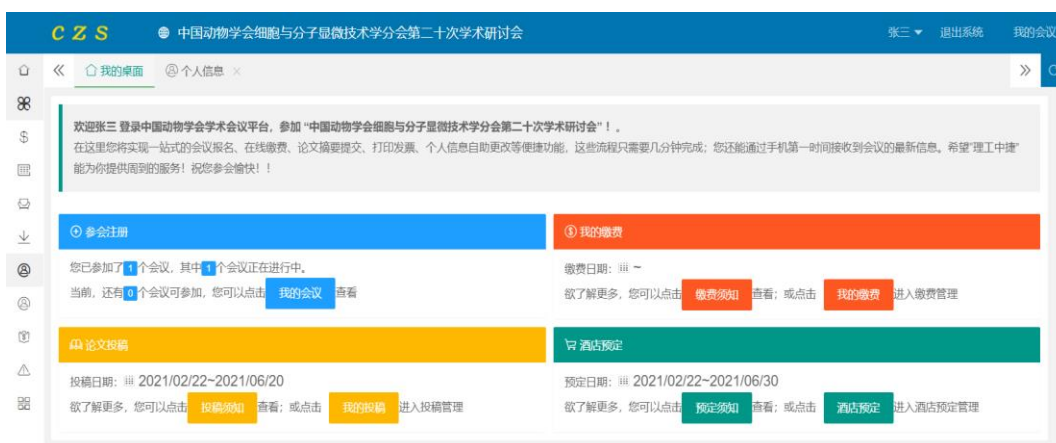 CZS 中国动物学会细胞与分子显微技术学分会第二十次学术研讨会 张三 退出系统 我的会议
我的桌面 个人信息 ×
欢迎张三 登录中国动物学会学术会议平台，参加 “中国动物学会细胞与分子显微技术学分会第二十次学术研讨会”！。
在这里您将实现一站式的会议报名、在线缴费、论文摘要提交、打印发票、个人信息自助更改等便捷功能，这些流程只需要几分钟完成；您还能通过手机第一时间接收到会议的最新信息。希望“理工中捷”
能为你提供周到的服务！祝您参会愉快！！
参会注册
您已参加了 1 个会议，其中 1 个会议正在进行中。
当前，还有 0 个会议可参加，您可以点击 我的会议 查看
我的缴费
缴费日期： ~
欲了解更多，您可以点击 缴费须知 查看；或点击 我的缴费 进入缴费管理
论文投稿
投稿日期： 2021/02/22~2021/06/20
欲了解更多，您可以点击 投稿须知 查看；或点击 我的投稿 进入投稿管理
酒店预定
预定日期： 2021/02/22~2021/06/30
欲了解更多，您可以点击 预定须知 查看；或点击 酒店预定 进入酒店预定管理